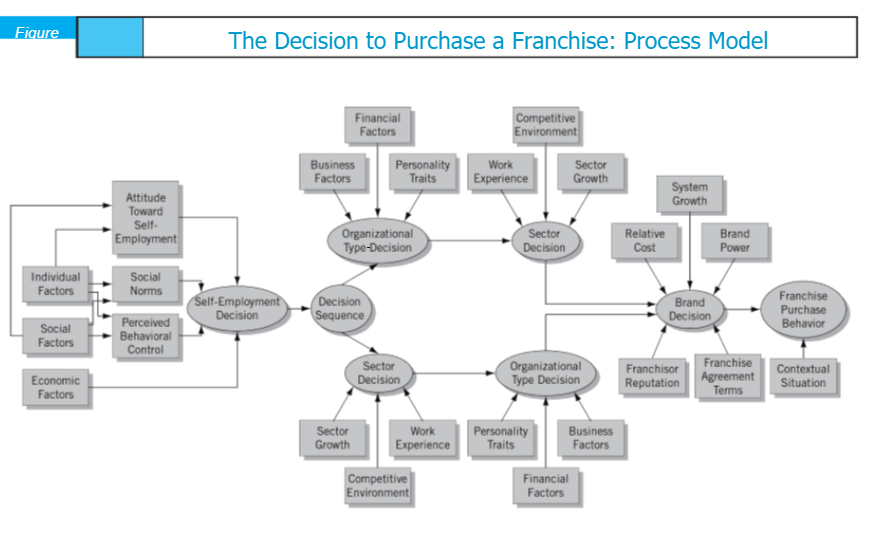 Figure
The Decision to Purchase a Franchise: Process Model
Financial
Factors
Competitive
Environment
Business
Factors
Personality
Traits
Work
Experience
Sector
Growth
System
Growth
Attitude
Toward
Self-
Employment
Organizational
Type-Decision
Sector
Decision
Relative
Cost
Brand
Power
Individual
Factors
Social
Norms
Self-Employment
Decision
Decision
Sequence
Brand
Decision
Franchise
Purchase
Behavior
Social
Factors
Perceived
Behavioral
Control
Economic
Factors
Sector
Decision
Organizational
Type Decision
Franchisor
Reputation
Franchise
Agreement
Terms
Contextual
Situation
Sector
Growth
Work
Experience
Personality
Traits
Business
Factors
Competitive
Environment
Financial
Factors